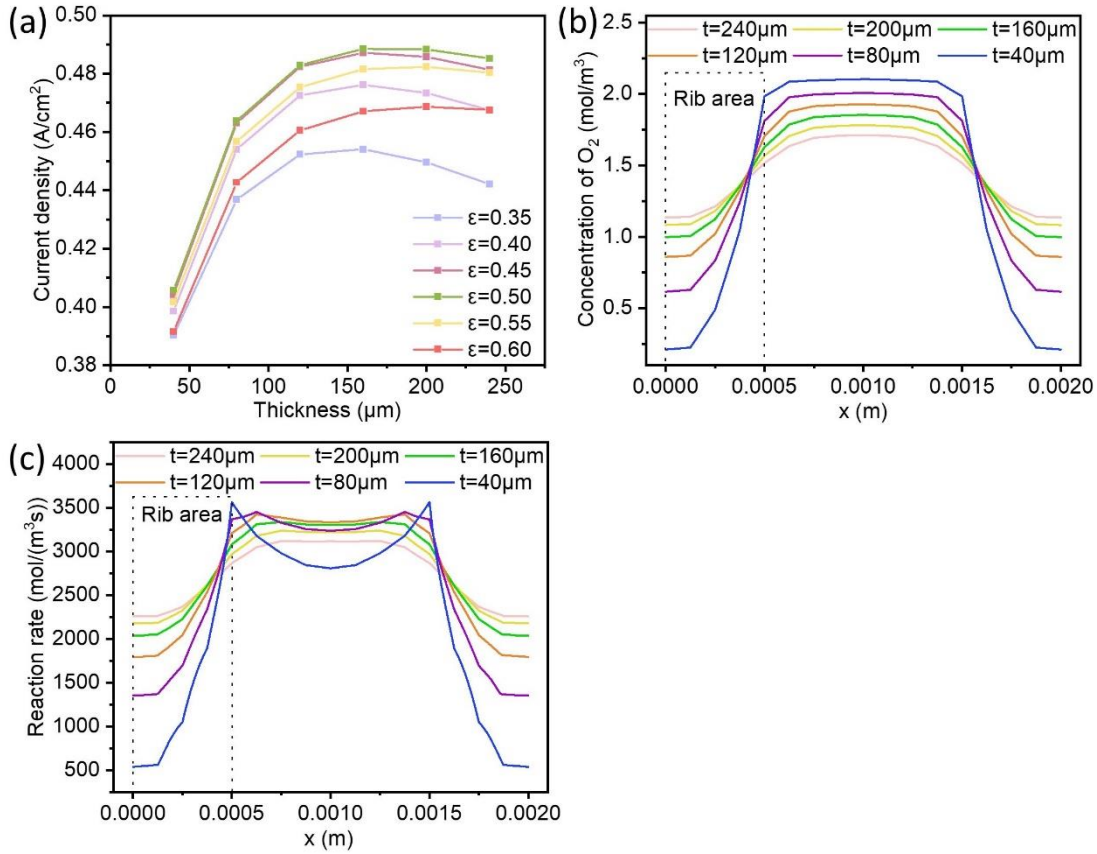 (a)
Current density (A/cm²)
0.50
0.48
0.46
0.44
0.42
0.40
0.38
ε=0.35
ε=0.40
ε=0.45
ε=0.50
ε=0.55
ε=0.60
0 50 100 150 200 250
Thickness (μm)
(b)
Concentration of O₂ (mol/m³)
2.5
2.0
1.5
1.0
0.5
t=240μm t=200μm t=160μm
t=120μm t=80μm t=40μm
Rib area
0.0000 0.0005 0.0010 0.0015 0.0020
x (m)
(c)
Reaction rate (mol/(m³s))
4000
3500
3000
2500
2000
1500
1000
500
t=240μm t=200μm t=160μm
t=120μm t=80μm t=40μm
Rib area
0.0000 0.0005 0.0010 0.0015 0.0020
x (m)